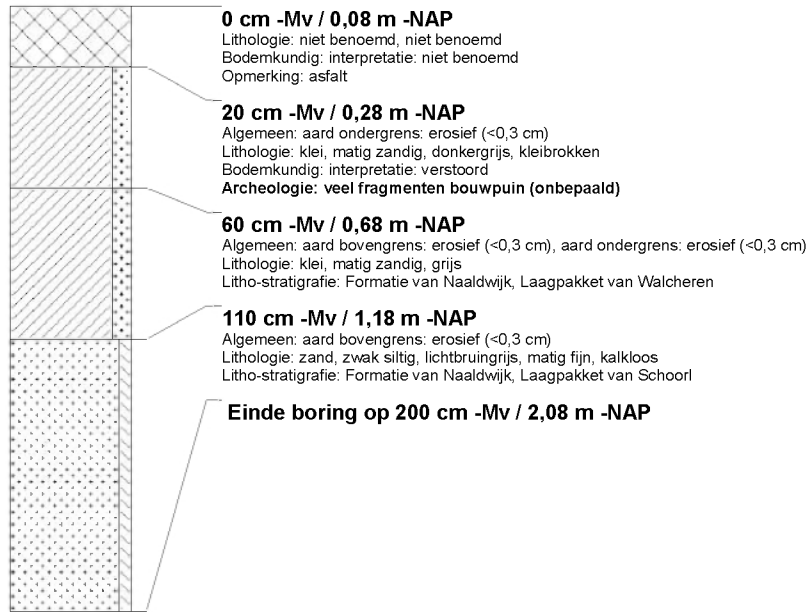 0 cm -Mv / 0,08 m -NAP
Lithologie: niet benoemd, niet benoemd
Bodemkundig: interpretatie: niet benoemd
Opmerking: asfalt
20 cm -Mv / 0,28 m -NAP
Algemeen: aard ondergrens: erosief (<0,3 cm)
Lithologie: klei, matig zandig, donkergrijs, kleibrokken
Bodemkundig: interpretatie: verstoord
Archeologie: veel fragmenten bouwpuin (onbepaald)
60 cm -Mv / 0,68 m -NAP
Algemeen: aard bovengrens: erosief (<0,3 cm), aard ondergrens: erosief (<0,3 cm)
Lithologie: klei, matig zandig, grijs
Litho-stratigrafie: Formatie van Naaldwijk, Laagpakket van Walcheren
110 cm -Mv / 1,18 m -NAP
Algemeen: aard bovengrens: erosief (<0,3 cm)
Lithologie: zand, zwak siltig, lichtbruingrijs, matig fijn, kalkloos
Litho-stratigrafie: Formatie van Naaldwijk, Laagpakket van Schoorl
Einde boring op 200 cm -Mv / 2,08 m -NAP